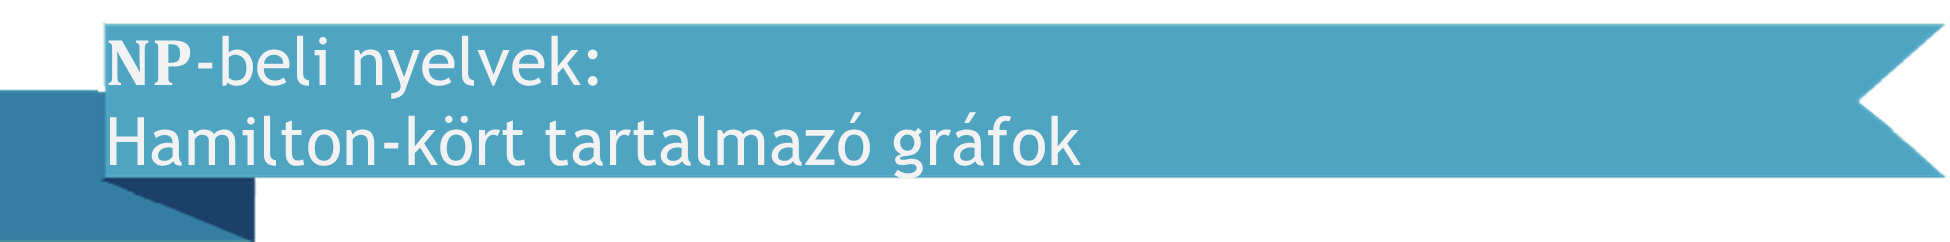 NP-beli nyelvek:
Hamilton-kört tartalmazó gráfok